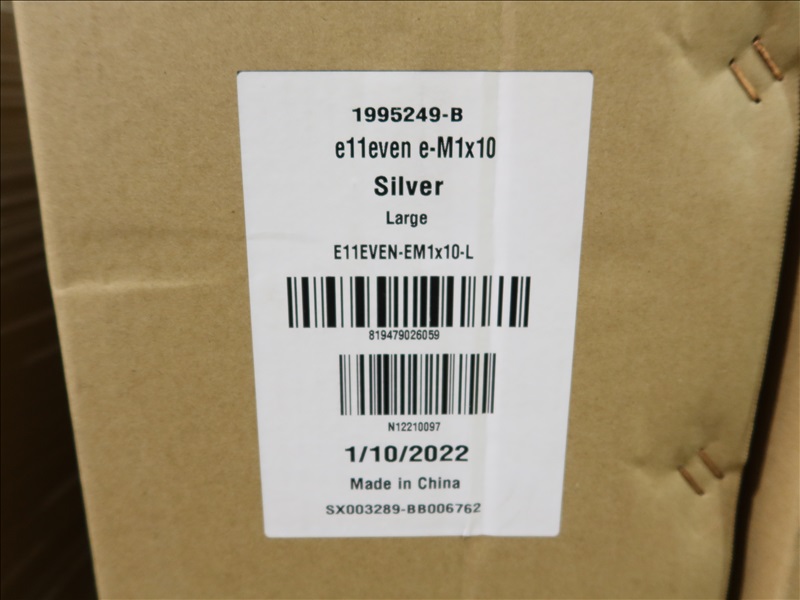 1995249-B
e11even e-M1x10
Silver
Large
E11EVEN-EM1x10-L
819479026059
N12210097
1/10/2022
Made in China
SX003289-BB006762